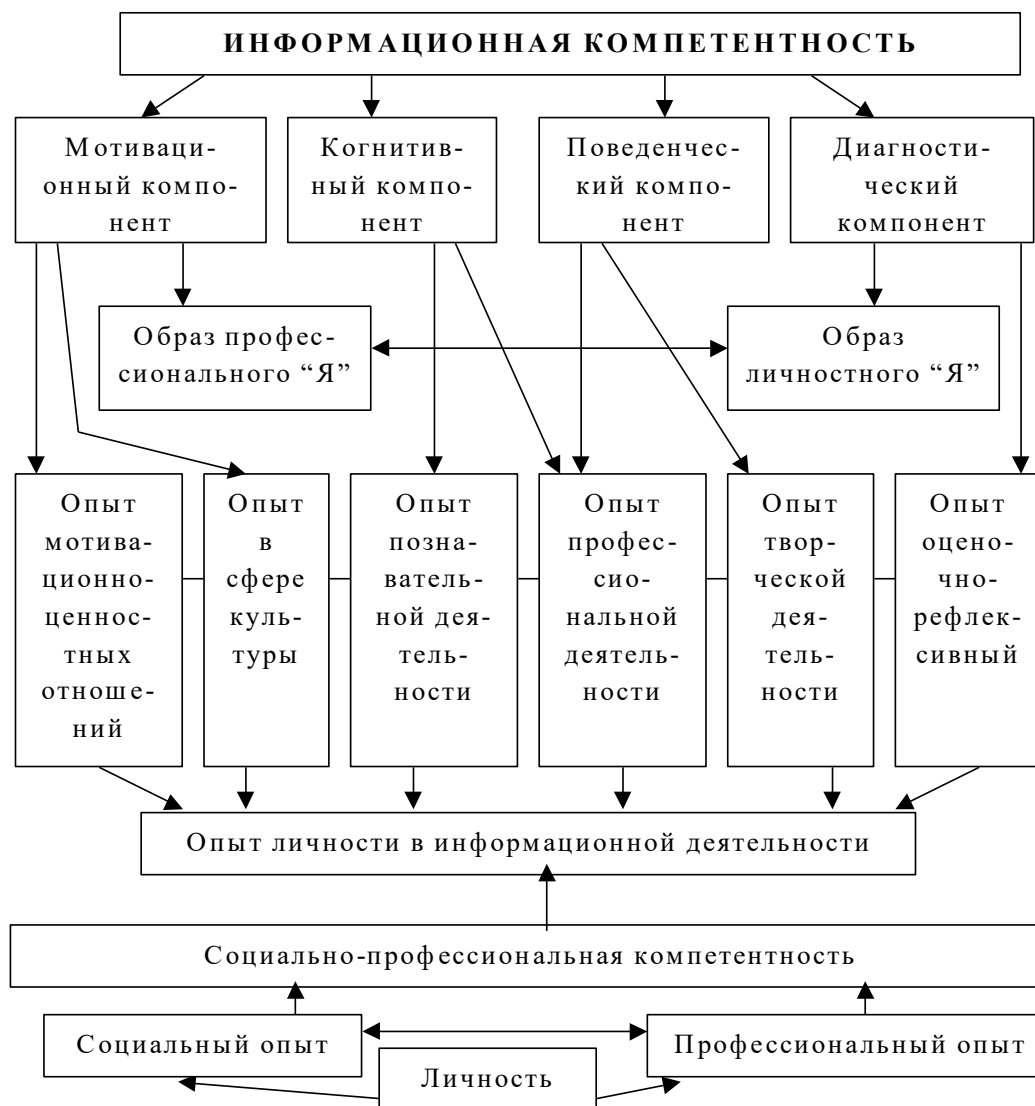 ИНФОРМАЦИОННАЯ КОМПЕТЕНТНОСТЬ
Мотиваци-
онный компо-
нент
Когнитив-
ный компо-
нент
Поведенчес-
кий компо-
нент
Диагности-
ческий
компонент
Образ профес-
сионального “Я”
Образ
личностного “Я”
Опыт
мотива-
ционно-
ценнос-
тных
отноше-
ний
Опыт
в
сфере
куль-
туры
Опыт
позна-
ватель-
ной дея-
тель-
ности
Опыт
профес-
сио-
нальной
деятель-
ности
Опыт
твор-
ческой
дея-
тель-
ности
Опыт
оцено-
чно-
рефлек-
сивный
Опыт личности в информационной деятельности
Социально-профессиональная компетентность
Социальный опыт
Профессиональный опыт
Личность